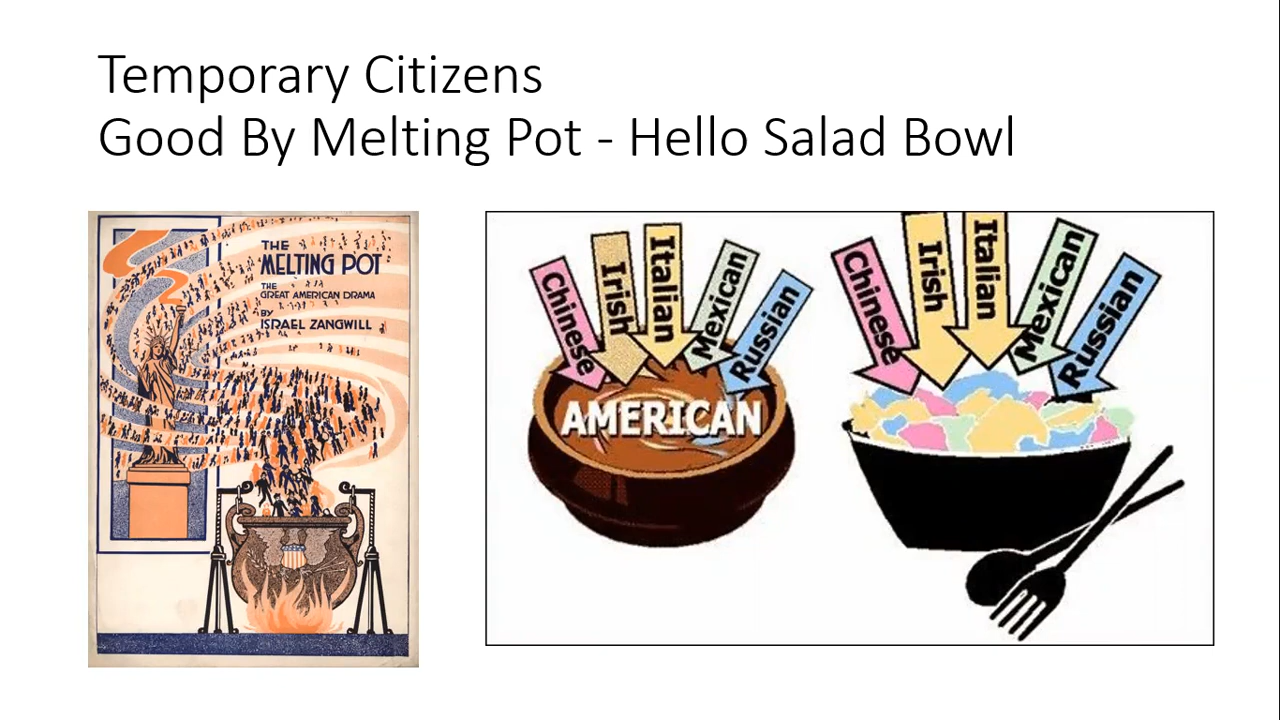 Temporary Citizens
Good By Melting Pot - Hello Salad Bowl
THE
MELTING POT
THE
GREAT AMERICAN DRAMA
BY
ISRAEL ZANGWILL
Chinese
Irish
Italian
Mexican
Russian
AMERICAN
Chinese
Irish
Italian
Mexican
Russian